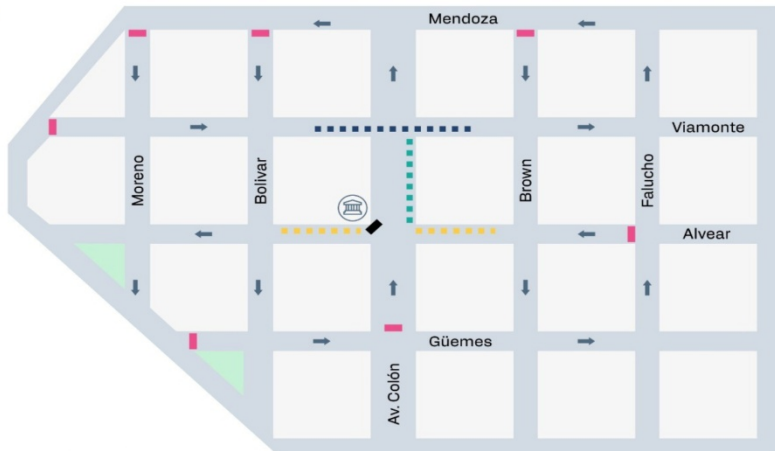 Mendoza
Viamonte
Moreno
Bolivar
Brown
Falucho
Alvear
Güemes
Av. Colón